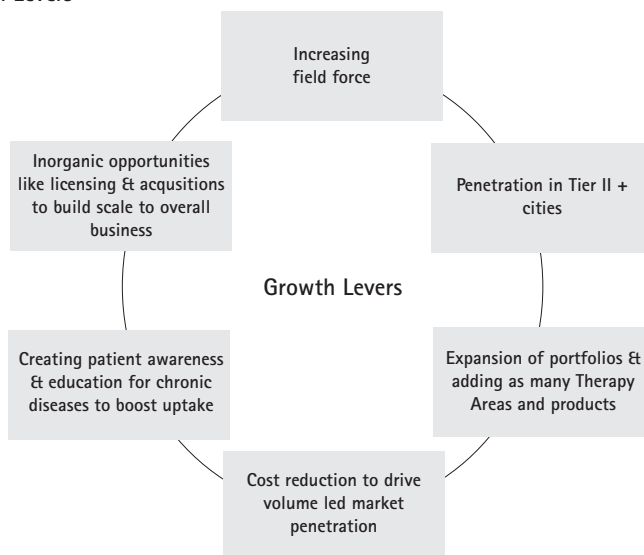 Increasing
field force
Penetration in Tier II +
cities
Expansion of portfolios &
adding as many Therapy
Areas and products
Cost reduction to drive
volume led market
penetration
Creating patient awareness
& education for chronic
diseases to boost uptake
Inorganic opportunities
like licensing & acqusitions
to build scale to overall
business
Growth Levers